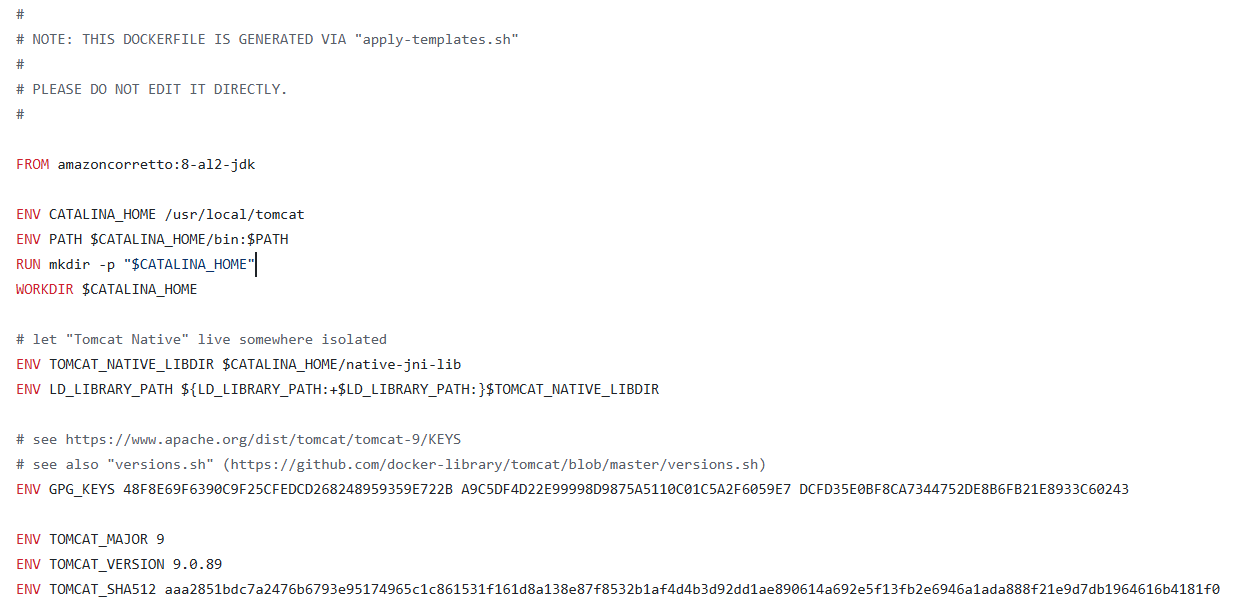 #
# NOTE: THIS DOCKERFILE IS GENERATED VIA "apply-templates.sh"
#
# PLEASE DO NOT EDIT IT DIRECTLY.
#
FROM amazoncorretto:8-al2-jdk
ENV CATALINA_HOME /usr/local/tomcat
ENV PATH $CATALINA_HOME/bin:$PATH
RUN mkdir -p "$CATALINA_HOME"
WORKDIR $CATALINA_HOME
# let "Tomcat Native" live somewhere isolated
ENV TOMCAT_NATIVE_LIBDIR $CATALINA_HOME/native-jni-lib
ENV LD_LIBRARY_PATH ${LD_LIBRARY_PATH:+$LD_LIBRARY_PATH:}$TOMCAT_NATIVE_LIBDIR
# see https://www.apache.org/dist/tomcat/tomcat-9/KEYS
# see also "versions.sh" (https://github.com/docker-library/tomcat/blob/master/versions.sh)
ENV GPG_KEYS 48F8E69F6390C9F25CFEDCD268248959359E722B A9C5DF4D22E99998D9875A5110C01C5A2F6059E7 DCFD35E0BF8CA7344752DE8B6FB21E8933C60243
ENV TOMCAT_MAJOR 9
ENV TOMCAT_VERSION 9.0.89
ENV TOMCAT_SHA512 aaa2851bdc7a2476b6793e95174965c1c861531f161d8a138e87f8532b1af4d4b3d92dd1ae890614a692e5f13fb2e6946a1ada888f21e9d7db1964616b4181f0